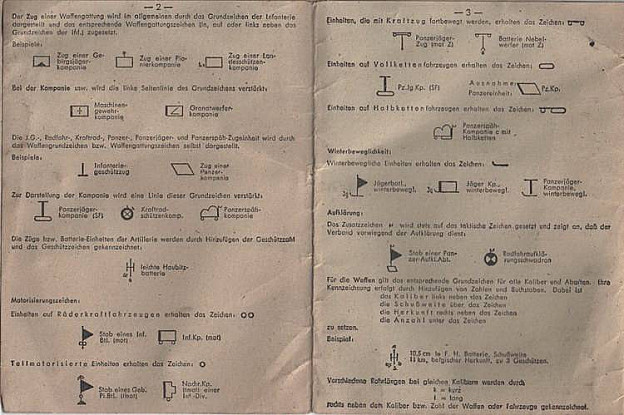 — 2 —
Der Zug einer Waffengattung wird im allgemeinen durch das Grundzeichen der Infanterie
dargestellt und das entsprechende Waffengattungszeichen (in, auf oder links neben das
Grundzeichen der Inf.) zugesetzt.
Beispiele:
Zug einer Ge-
birgsjäger-
kompanie
Zug einer Pio-
nierkompanie
Zug einer Lan-
desschützen-
kompanie
Bei der Kompanie usw. wird die linke Seitenlinie des Grundzeichens verstärkt:
Maschinen-
gewehr-
kompanie
Granatwerfer-
kompanie
Die J.G.-, Radfahr-, Kraftrad-, Panzer-, Panzerjäger- und Panzerspäh-Zugeinheit wird durch
das Waffengrundzeichen bzw. Waffengattungszeichen selbst dargestellt.
Beispiele:
Infanterie-
geschützzug
Zug einer
Panzer-
kompanie
Zur Darstellung der Kompanie wird eine Linie dieser Grundzeichen verstärkt:
Panzerjäger-
kompanie (SF)
Kraftrad-
schützenkomp.
Panzerspäh-
kompanie
Die Züge bzw. Batterie-Einheiten der Artillerie werden durch Hinzufügen der Geschützzahl
und das Geschützzeichen gekennzeichnet:
leichte Haubitz-
batterie
Motorisierungszeichen:
Einheiten auf Räderkraftfahrzeugen erhalten das Zeichen:
Stab eines Inf.
Btl. (mot)
Inf.Kp. (mot)
Teilmotorisierte Einheiten erhalten das Zeichen:
Stab eines Geb.
Pi.Btl. (tmot)
Nachr.Kp.
(tmot) einer
Inf.-Div.
— 3 —
Einheiten, die mit Kraftzug fortbewegt werden, erhalten das Zeichen:
Panzerjäger-
Zug (mot Z)
Batterie Nebel-
werfer (mot Z)
Einheiten auf Vollkettenfahrzeugen erhalten das Zeichen:
Pz.Jg.Kp. (Sf)
Ausnahme:
Panzereinheit:
Pz.Kp.
Einheiten auf Halbkettenfahrzeugen erhalten das Zeichen:
Panzerspäh-
Kompanie c mit
Halbketten
Winterbeweglichkeit:
Winterbewegliche Einheiten erhalten das Zeichen:
Jg
Jägerbatl.,
winterbewegl.
Jg
Jäger Kp.,
winterbewegl.
Panzerjäger-
Kompanie,
winterbewegl.
Aufklärung:
Das Zusatzzeichen wird stets auf das taktische Zeichen gesetzt und zeigt an, daß der
Verband vorwiegend der Aufklärung dient:
Stab einer Pan-
zer-Aufkl.Abt.
Radfahraufklä-
rungsschwadron
Für die Waffen gilt das entsprechende Grundzeichen für alle Kaliber und Abarten. Ihre
Kennzeichnung erfolgt durch Hinzufügen von Zahlen und Buchstaben. Dabei ist
das Kaliber links neben das Zeichen
die Schußweite über das Zeichen
die Herkunft rechts neben das Zeichen
die Anzahl unter das Zeichen
zu setzen.
Beispiel:
10,5 cm le F. H. Batterie, Schußweite
11 km, belgischer Herkunft, zu 3 Geschützen.
Verschiedene Rohrlängen bei gleichen Kalibern werden durch
k = kurz
l = lang
rechts neben dem Kaliber bzw. Zahl der Waffen oder Fahrzeuge gekennzeichnet.